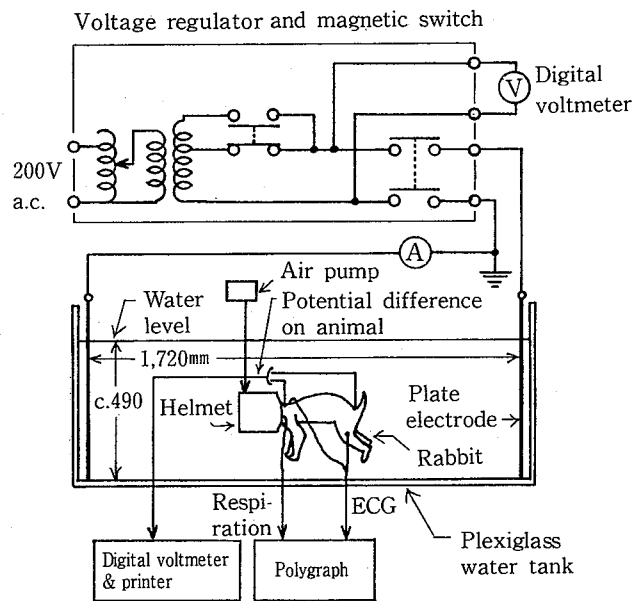 Voltage regulator and magnetic switch
V
Digital
voltmeter
200V
a.c.
A
Air pump
Water
level
Potential difference
on animal
1,720mm
c.490
Helmet
Plate
electrode
Rabbit
Respi-
ration
ECG
Plexiglass
water tank
Digital voltmeter
& printer
Polygraph